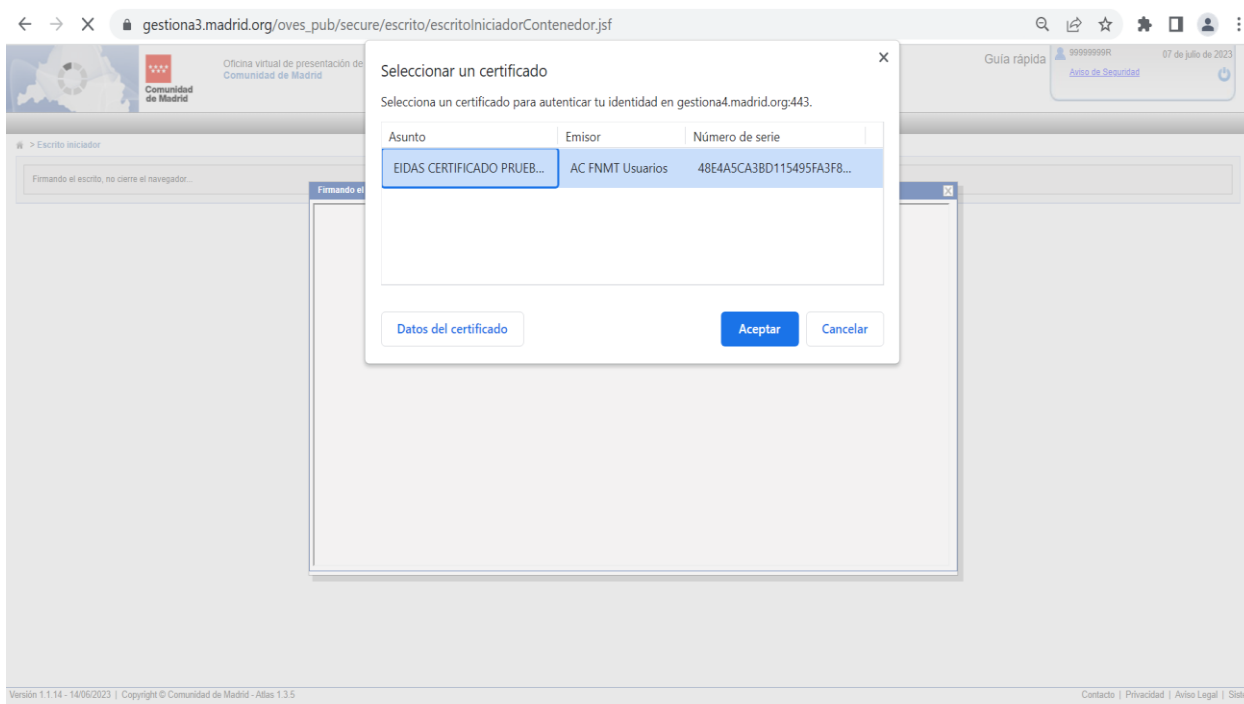 gestiona3.madrid.org/oves_pub/secure/escrito/escritoIniciadorContenedor.jsf
Comunidad
de Madrid
Oficina virtual de presentación de
Comunidad de Madrid
Guía rápida
99999999R
07 de julio de 2023
Aviso de Seguridad
> Escrito iniciador
Firmando el escrito, no cierre el navegador...
Firmando el
Seleccionar un certificado
Selecciona un certificado para autenticar tu identidad en gestiona4.madrid.org:443.
Asunto Emisor Número de serie
EIDAS CERTIFICADO PRUEB... AC FNMT Usuarios 48E4A5CA3BD115495FA3F8...
Datos del certificado Aceptar Cancelar
Versión 1.1.14 - 14/06/2023 | Copyright © Comunidad de Madrid - Atlas 1.3.5
Contacto | Privacidad | Aviso Legal | Siste